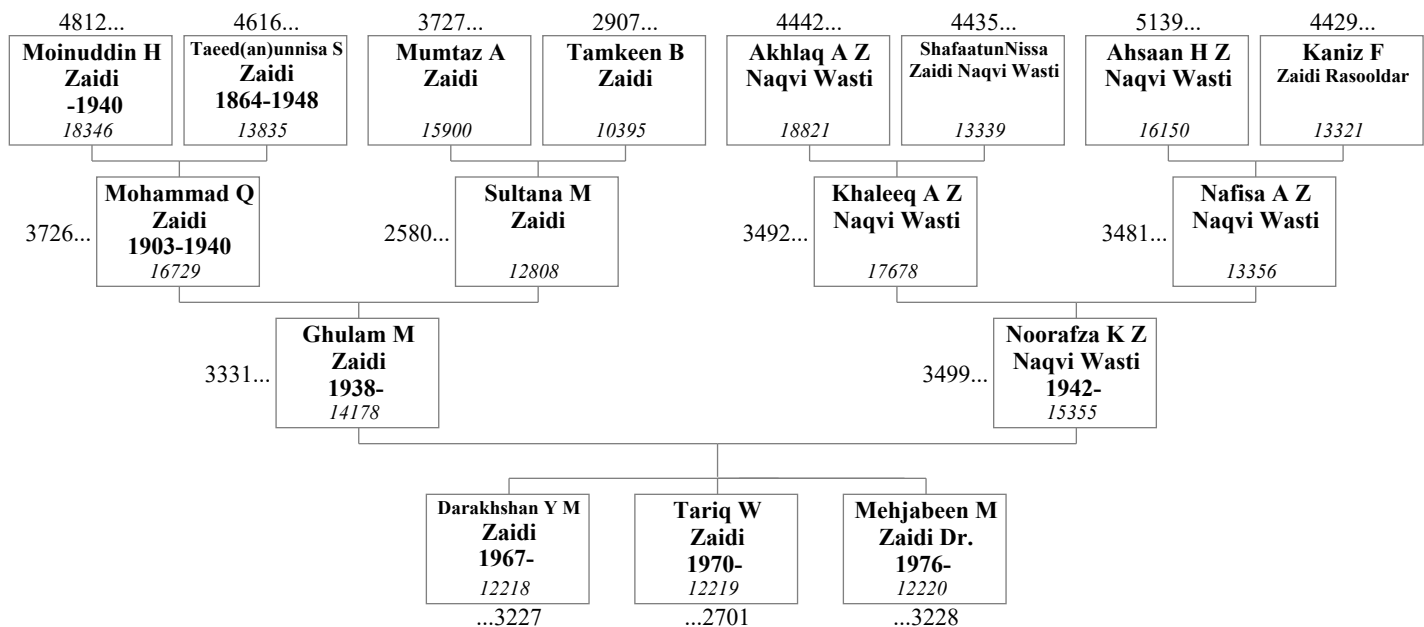 4812...
4616...
3727...
2907...
4442...
4435...
5139...
4429...
Moinuddin H
Zaidi
-1940
18346
Taeed(an)unnisa S
Zaidi
1864-1948
13835
Mumtaz A
Zaidi
15900
Tamkeen B
Zaidi
10395
Akhlaq A Z
Naqvi Wasti
18821
ShafaatunNissa
Zaidi Naqvi Wasti
13339
Ahsaan H Z
Naqvi Wasti
16150
Kaniz F
Zaidi Rasooldar
13321
3726...
Mohammad Q
Zaidi
1903-1940
16729
2580...
Sultana M
Zaidi
12808
3492...
Khaleeq A Z
Naqvi Wasti
17678
3481...
Nafisa A Z
Naqvi Wasti
13356
3331...
Ghulam M
Zaidi
1938-
14178
3499...
Noorafza K Z
Naqvi Wasti
1942-
15355
Darakhshan Y M
Zaidi
1967-
12218
Tariq W
Zaidi
1970-
12219
Mehjabeen M
Zaidi Dr.
1976-
12220
...3227
...2701
...3228